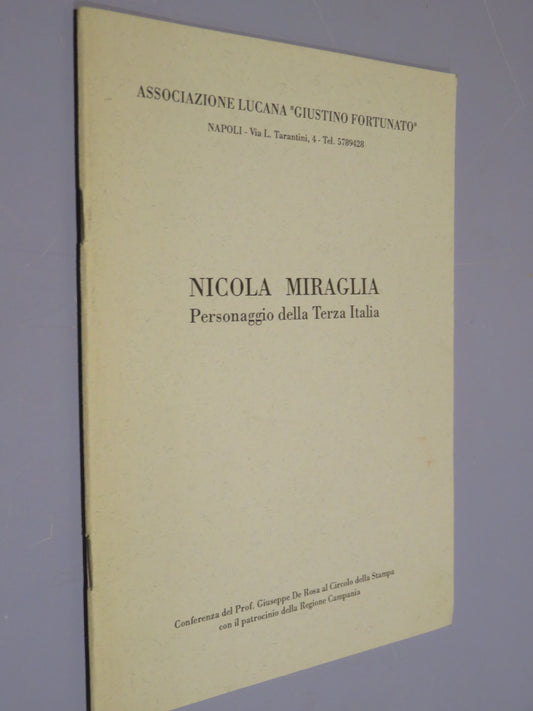 ASSOCIAZIONE LUCANA "GIUSTINO FORTUNATO"
NAPOLI - Via L. Tarantini, 4 - Tel. 5789428
NICOLA MIRAGLIA
Personaggio della Terza Italia
Conferenza del Prof. Giuseppe De Rosa al Circolo della Stampa
con il patrocinio della Regione Campania